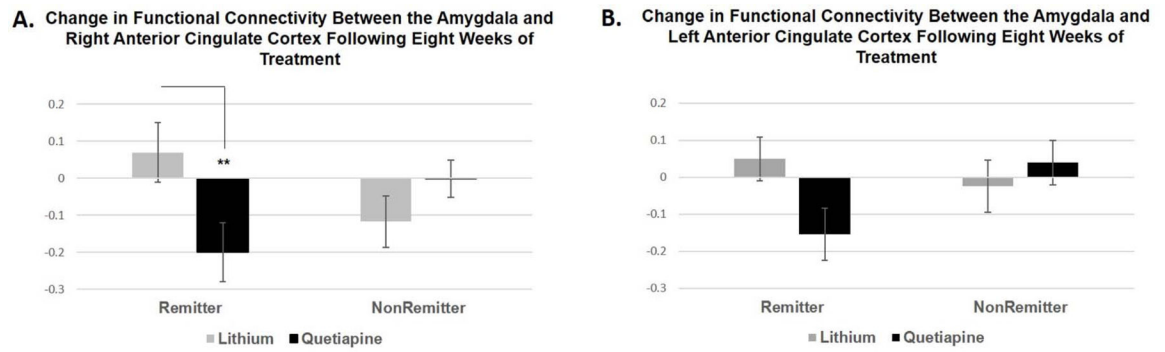 A. Change in Functional Connectivity Between the Amygdala and
Right Anterior Cingulate Cortex Following Eight Weeks of
Treatment
0.2
0.1
**
0
-0.1
-0.2
-0.3
Remitter NonRemitter
Lithium Quetiapine
B. Change in Functional Connectivity Between the Amygdala and
Left Anterior Cingulate Cortex Following Eight Weeks of
Treatment
0.2
0.1
0
-0.1
-0.2
-0.3
Remitter NonRemitter
Lithium Quetiapine